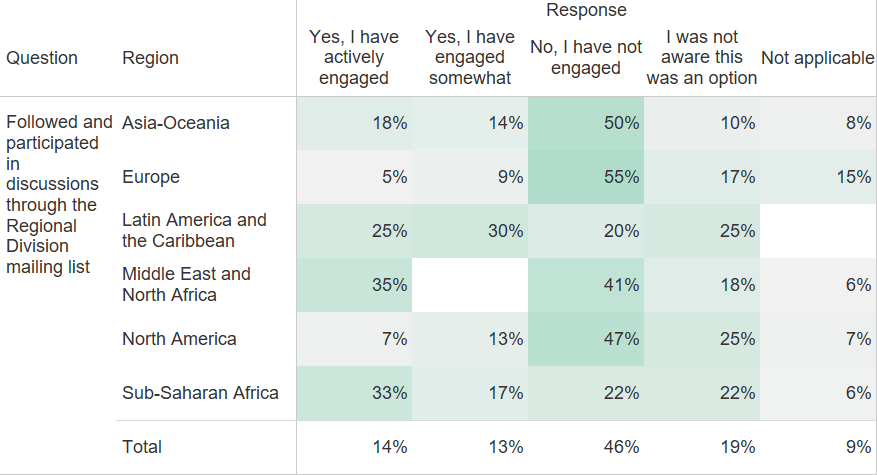 Response
Question Region Yes, I have actively engaged Yes, I have engaged somewhat No, I have not engaged I was not aware this was an option Not applicable
Followed and participated in discussions through the Regional Division mailing list
Asia-Oceania 18% 14% 50% 10% 8%
Europe 5% 9% 55% 17% 15%
Latin America and the Caribbean 25% 30% 20% 25%
Middle East and North Africa 35% 41% 18% 6%
North America 7% 13% 47% 25% 7%
Sub-Saharan Africa 33% 17% 22% 22% 6%
Total 14% 13% 46% 19% 9%